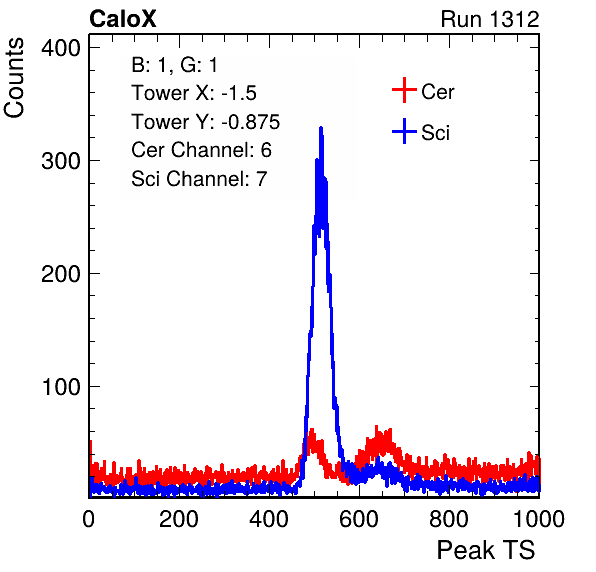 CaloX Run 1312
Counts
400
300
200
100
B: 1, G: 1
Tower X: -1.5
Tower Y: -0.875
Cer Channel: 6
Sci Channel: 7
Cer
Sci
0 200 400 600 800 1000
Peak TS